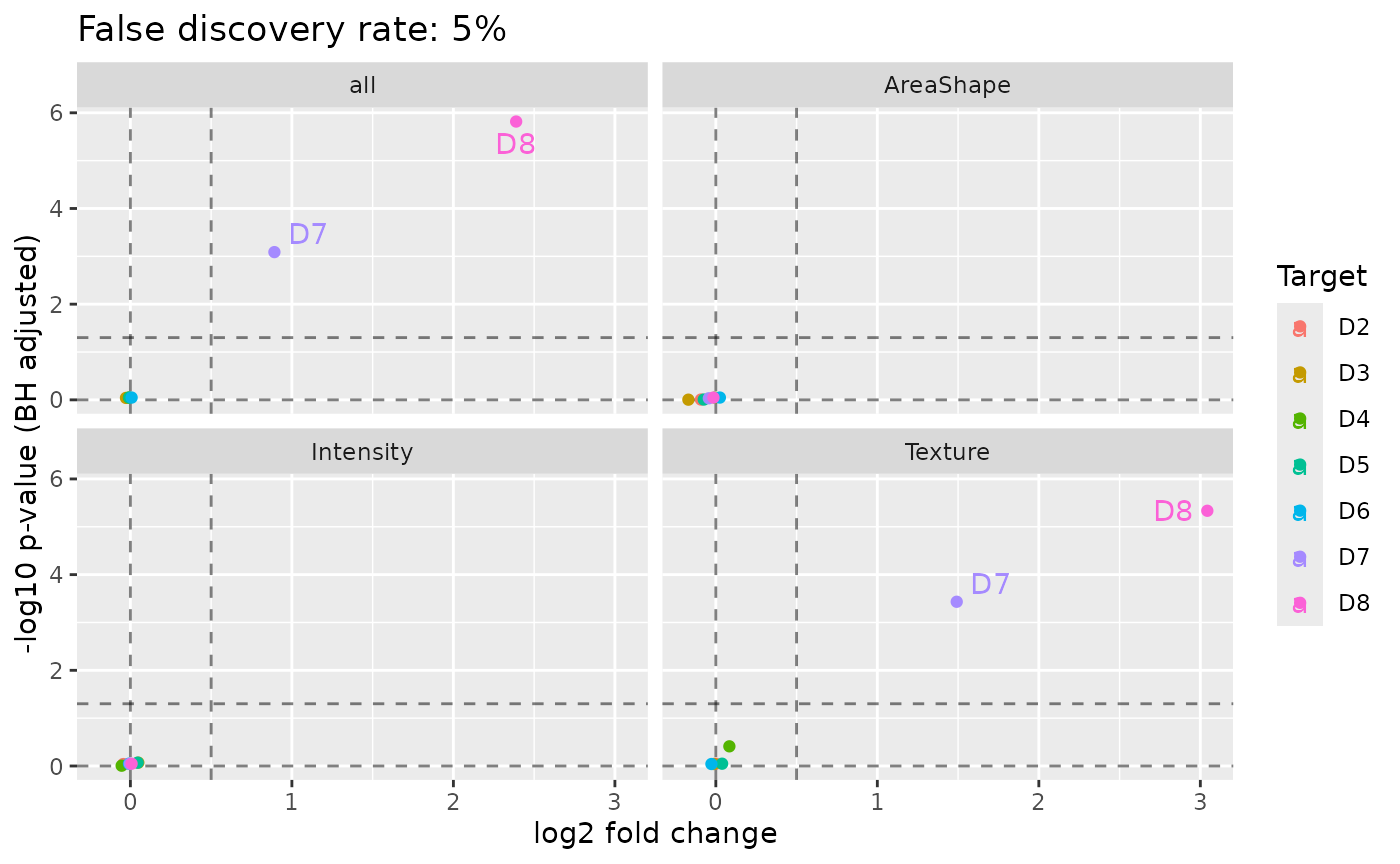 False discovery rate: 5%
all
AreaShape
6
4
2
0
D8
D7
Intensity
Texture
6
4
2
0
D8
D7
0 1 2 3
0 1 2 3
log2 fold change
-log10 p-value (BH adjusted)
Target
a D2
a D3
a D4
a D5
a D6
a D7
a D8